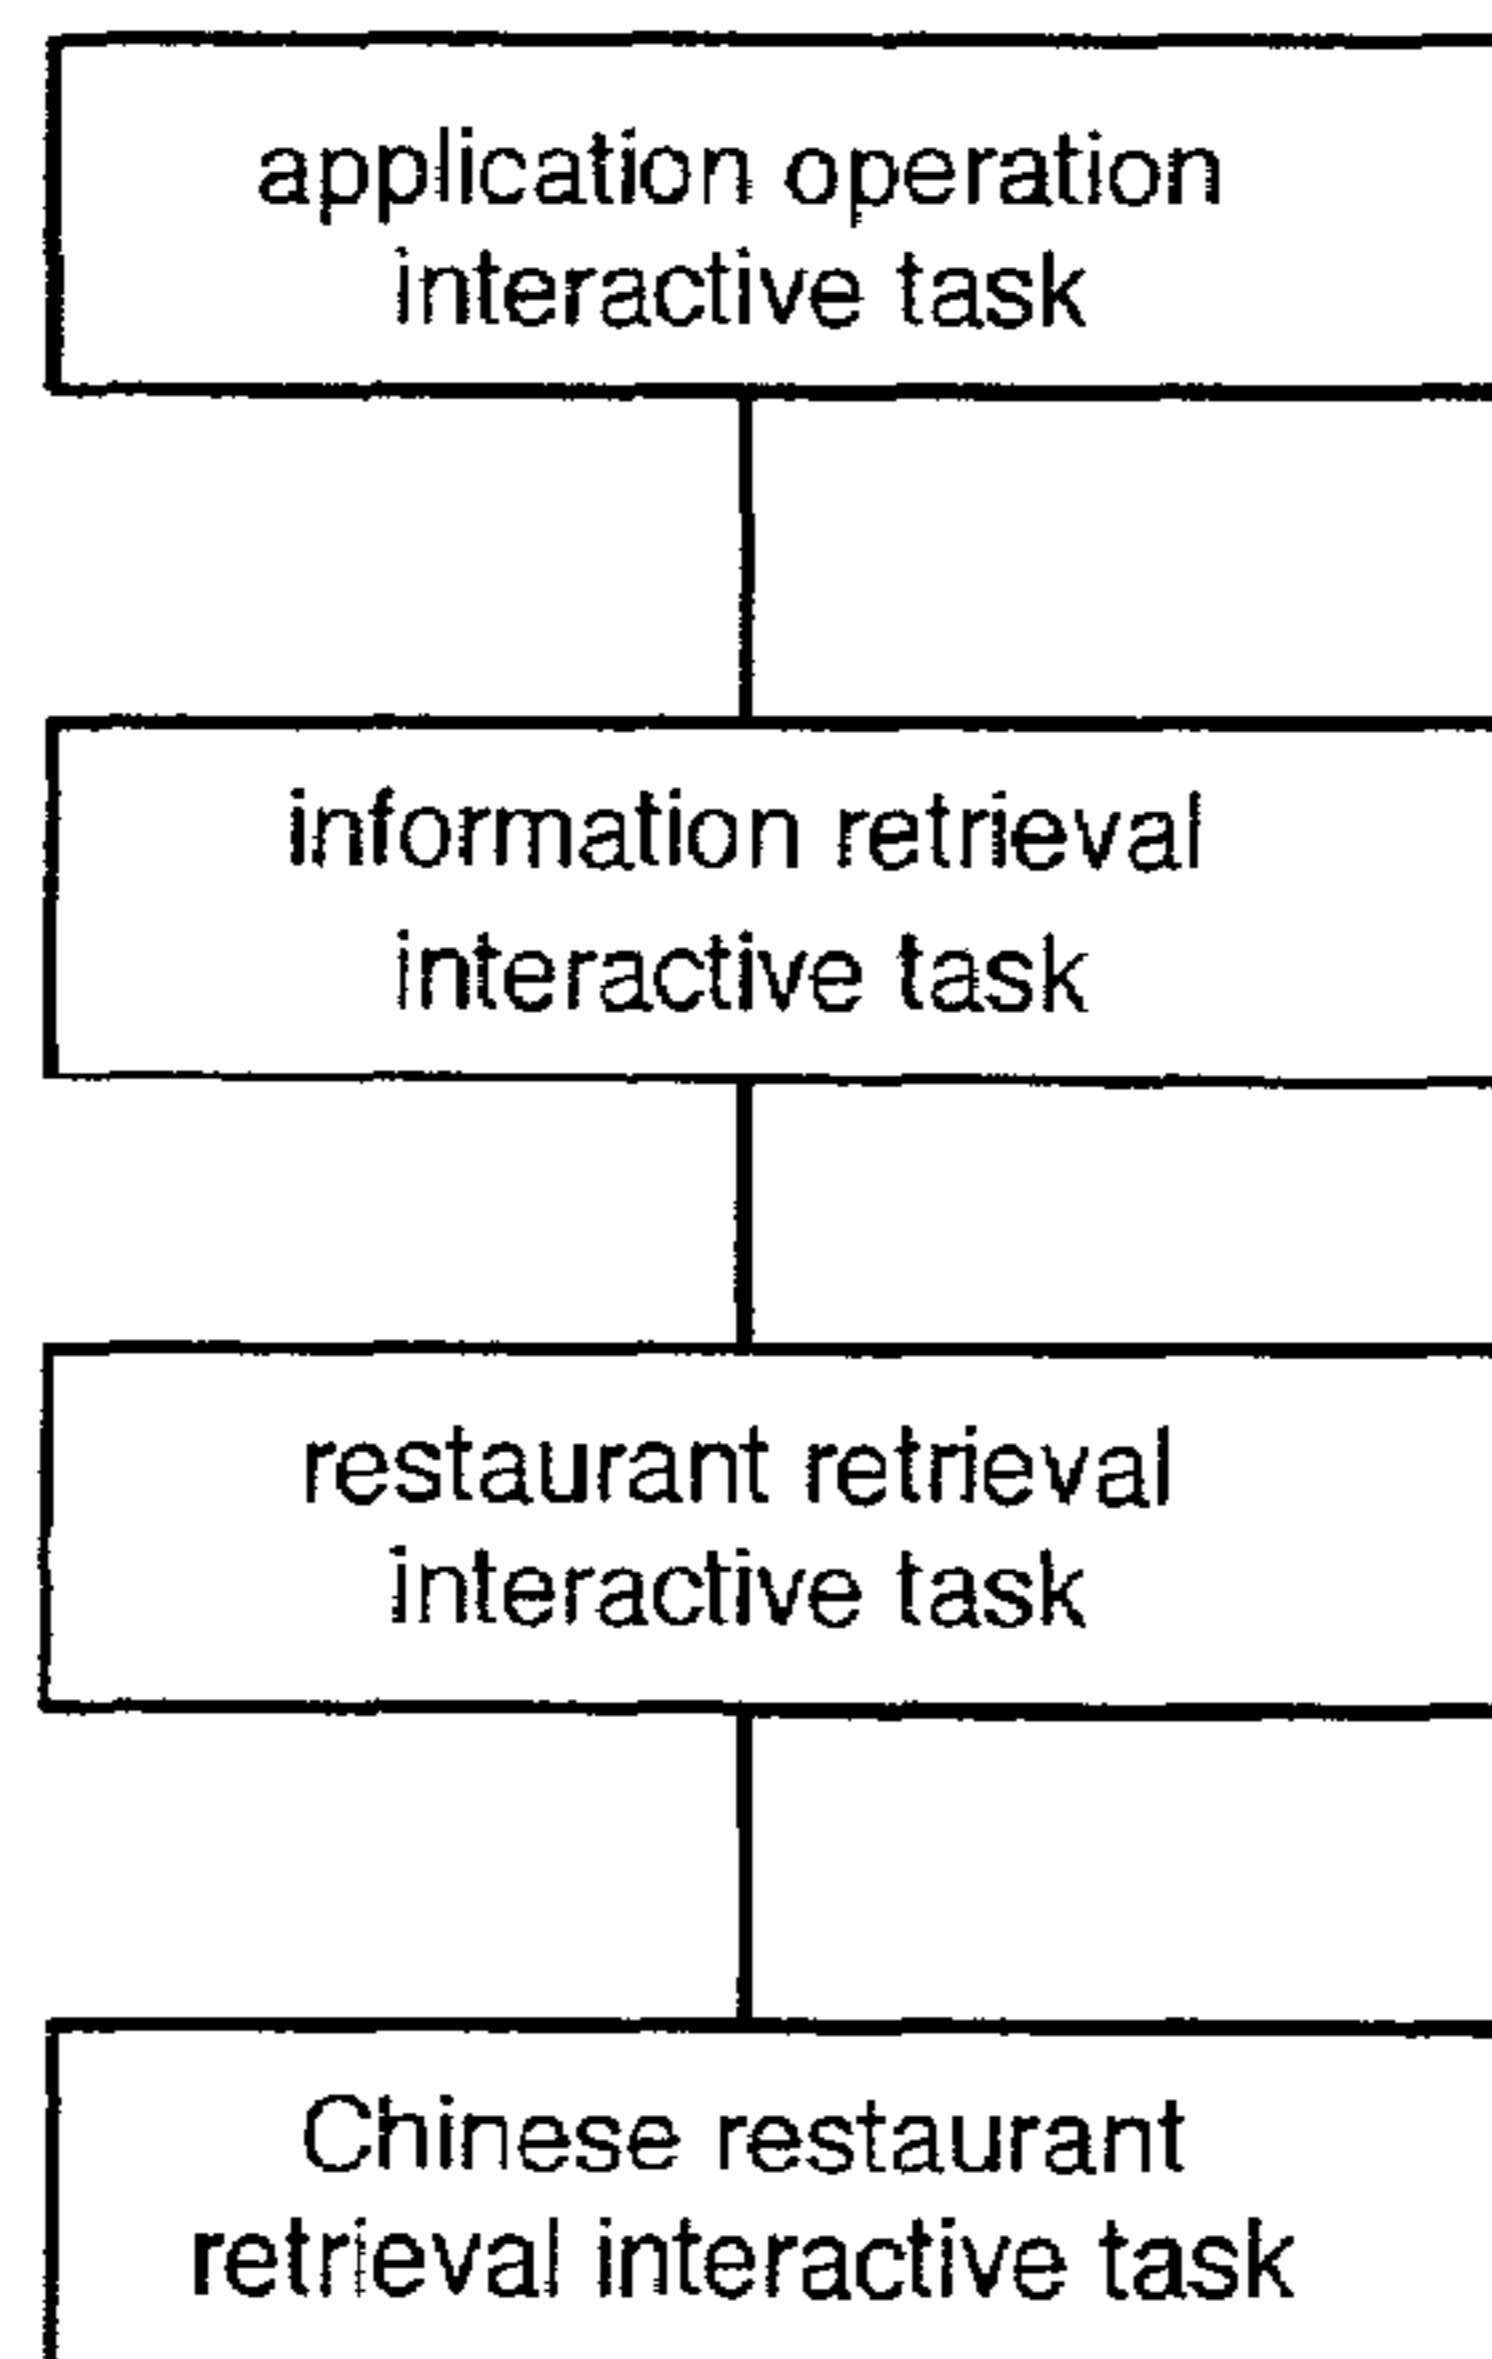 application operation
interactive task
information retrieval
interactive task
restaurant retrieval
interactive task
Chinese restaurant
retrieval interactive task